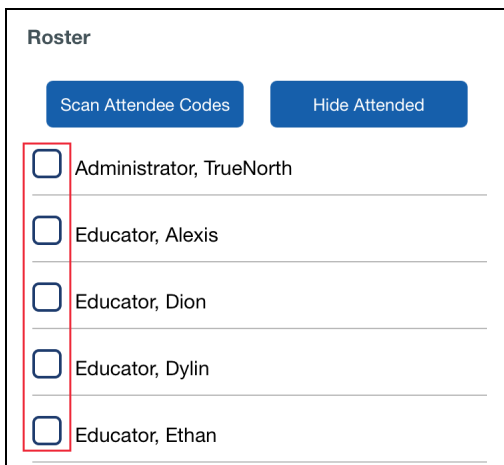 Roster
Scan Attendee Codes
Hide Attended
Administrator, TrueNorth
Educator, Alexis
Educator, Dion
Educator, Dylin
Educator, Ethan